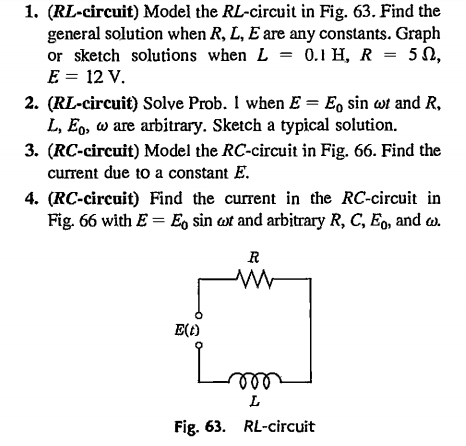 1. (RL-circuit) Model the RL-circuit in Fig. 63. Find the
general solution when R, L, E are any constants. Graph
or sketch solutions when L = 0.1 H, R = 5 Ω,
E = 12 V.
2. (RL-circuit) Solve Prob. 1 when E = E₀ sin ωt and R,
L, E₀, ω are arbitrary. Sketch a typical solution.
3. (RC-circuit) Model the RC-circuit in Fig. 66. Find the
current due to a constant E.
4. (RC-circuit) Find the current in the RC-circuit in
Fig. 66 with E = E₀ sin ωt and arbitrary R, C, E₀, and ω.
R
E(t)
L
Fig. 63. RL-circuit